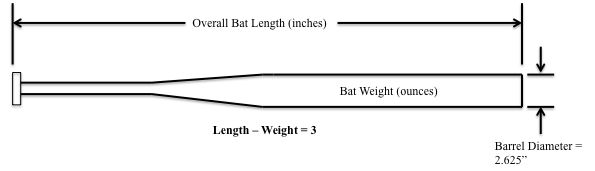 Overall Bat Length (inches)
Bat Weight (ounces)
Length – Weight = 3
Barrel Diameter =
2.625”